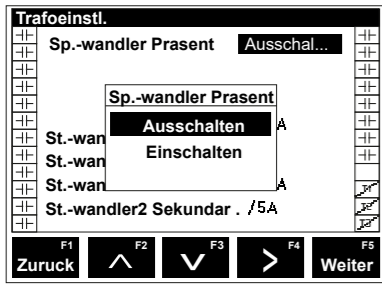 Trafoeinstl.
Sp.-wandler Prasent Ausschal...
Sp.-wandler Prasent
Ausschalten
A
Einschalten
St.-wan
St.-wan
St.-wan A
St.-wandler2 Sekundar . /5A
F1 F2 F3 F4 F5
Zuruck Weiter